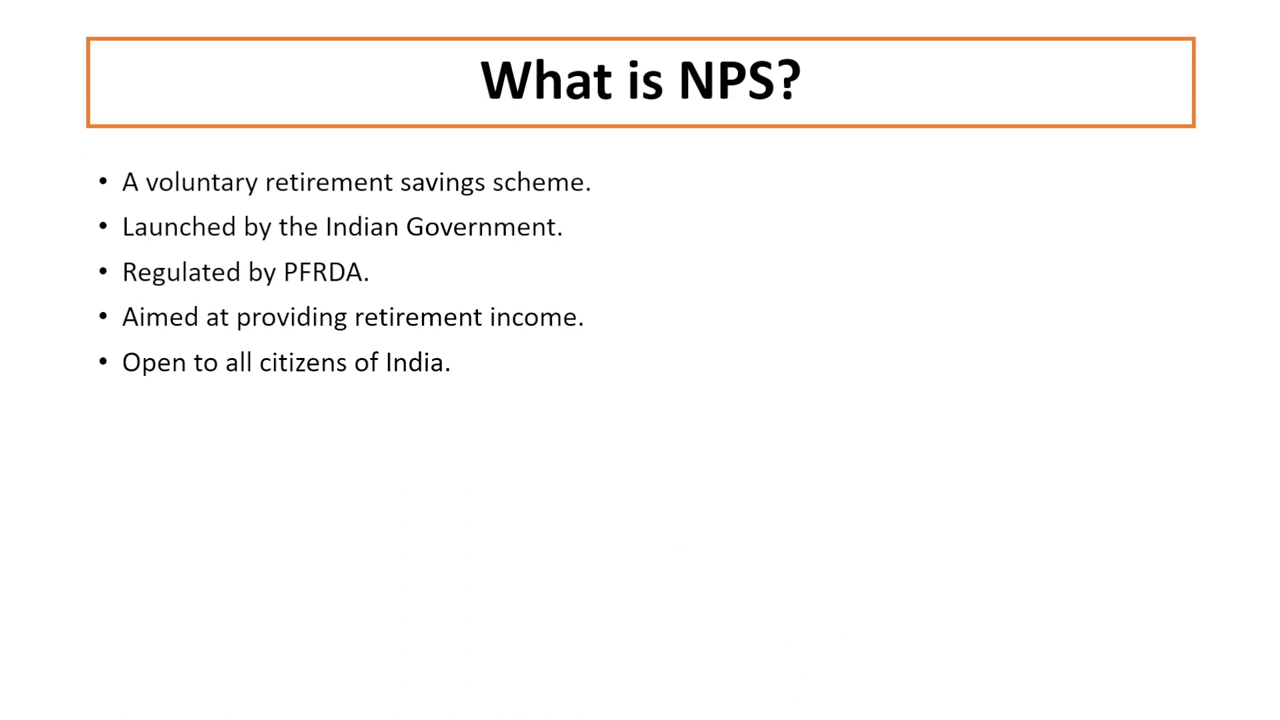 What is NPS?
• A voluntary retirement savings scheme.
• Launched by the Indian Government.
• Regulated by PFRDA.
• Aimed at providing retirement income.
• Open to all citizens of India.